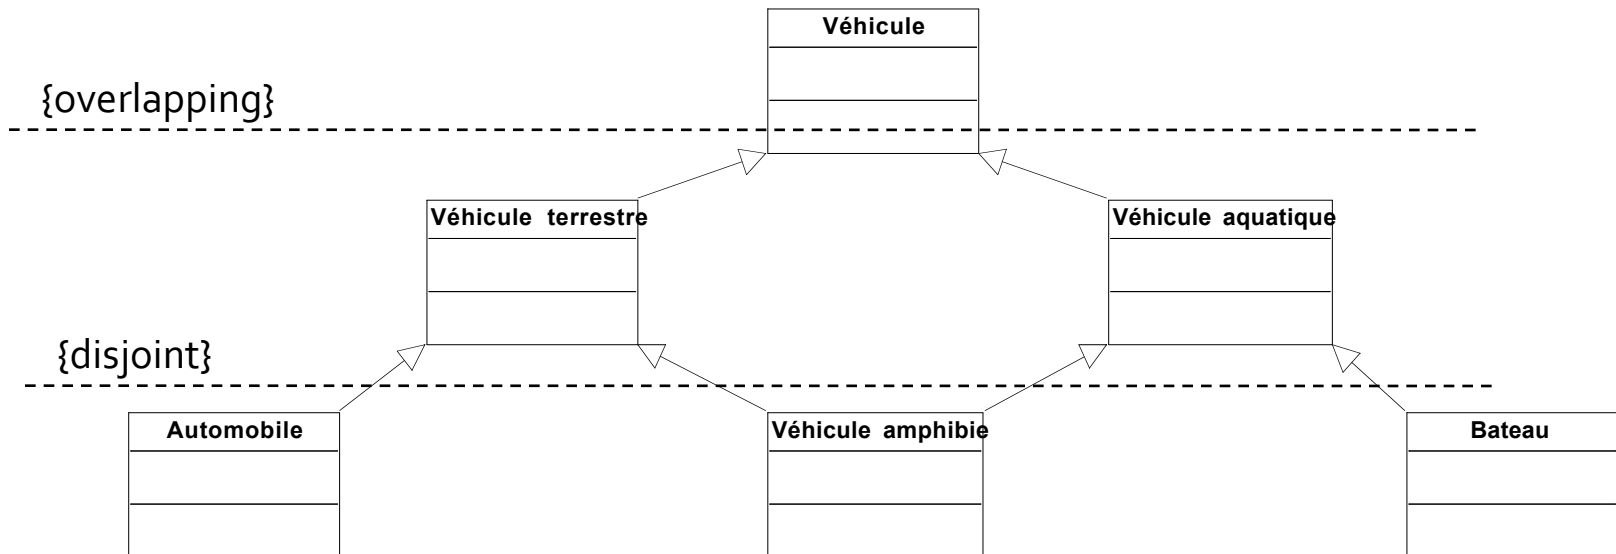 Véhicule
{overlapping}
Véhicule terrestre
Véhicule aquatique
{disjoint}
Automobile
Véhicule amphibie
Bateau